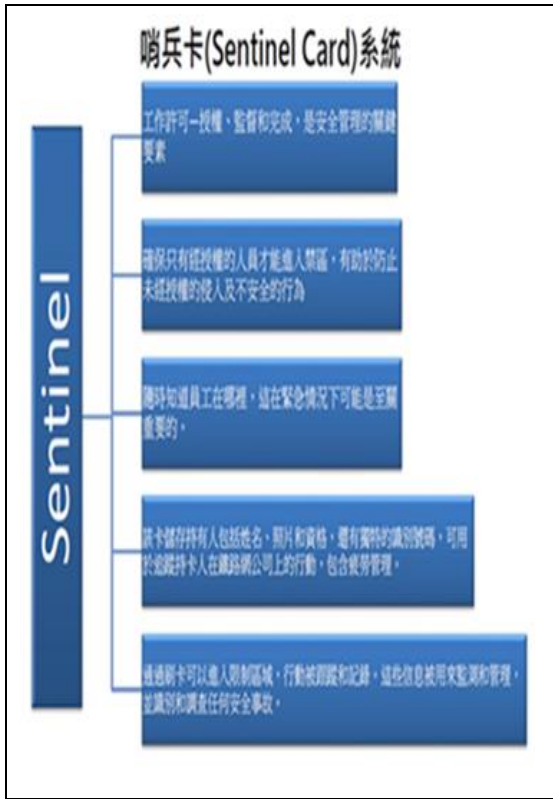 哨兵卡(Sentinel Card)系統
Sentinel
工作許可–授權、監督和完成，是安全管理的關鍵
要素
確保只有經授權的人員才能進入禁區，有助於防止
未經授權的侵入及不安全的行為
隨時知道員工在哪裡，這在緊急情況下可能是至關
重要的。
該卡儲存持有人包括姓名、照片和資格，還有獨特的識別號碼，可用
於追蹤持卡人在鐵路網公司上的行動，包含疲勞管理。
通過刷卡可以進入限制區域，行動被跟蹤和記錄。這些信息被用來監測和管理，
並識別和調查任何安全事故。